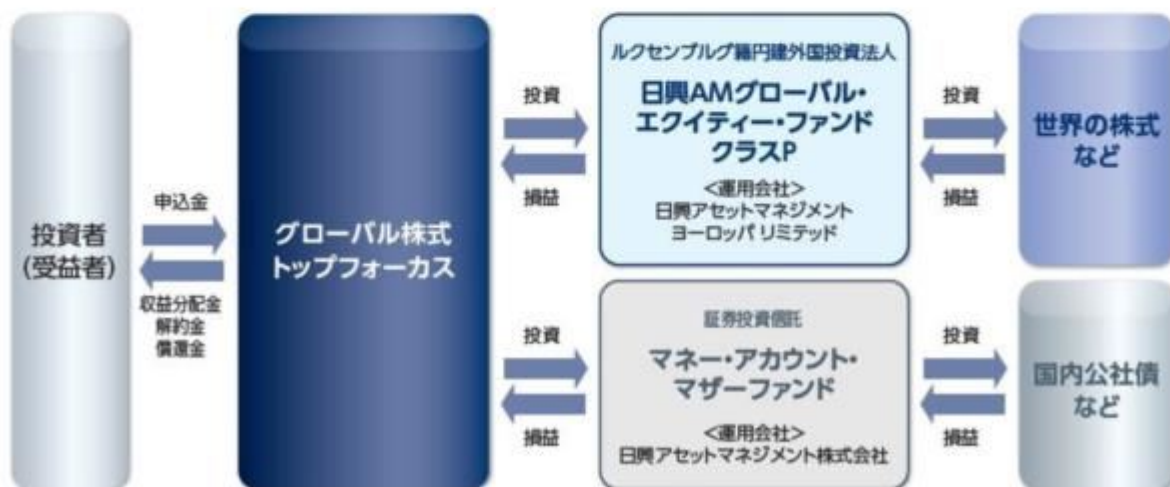 投資者
(受益者)
申込金
収益分配金
解約金
償還金
グローバル株式
トップフォーカス
投資
損益
ルクセンブルグ籍円建外国投資法人
日興AMグローバル・
エクイティー・ファンド
クラスP
<運用会社>
日興アセットマネジメント
ヨーロッパ リミテッド
投資
損益
世界の株式
など
投資
損益
証券投資信託
マネー・アカウント・
マザーファンド
<運用会社>
日興アセットマネジメント株式会社
投資
損益
国内公社債
など